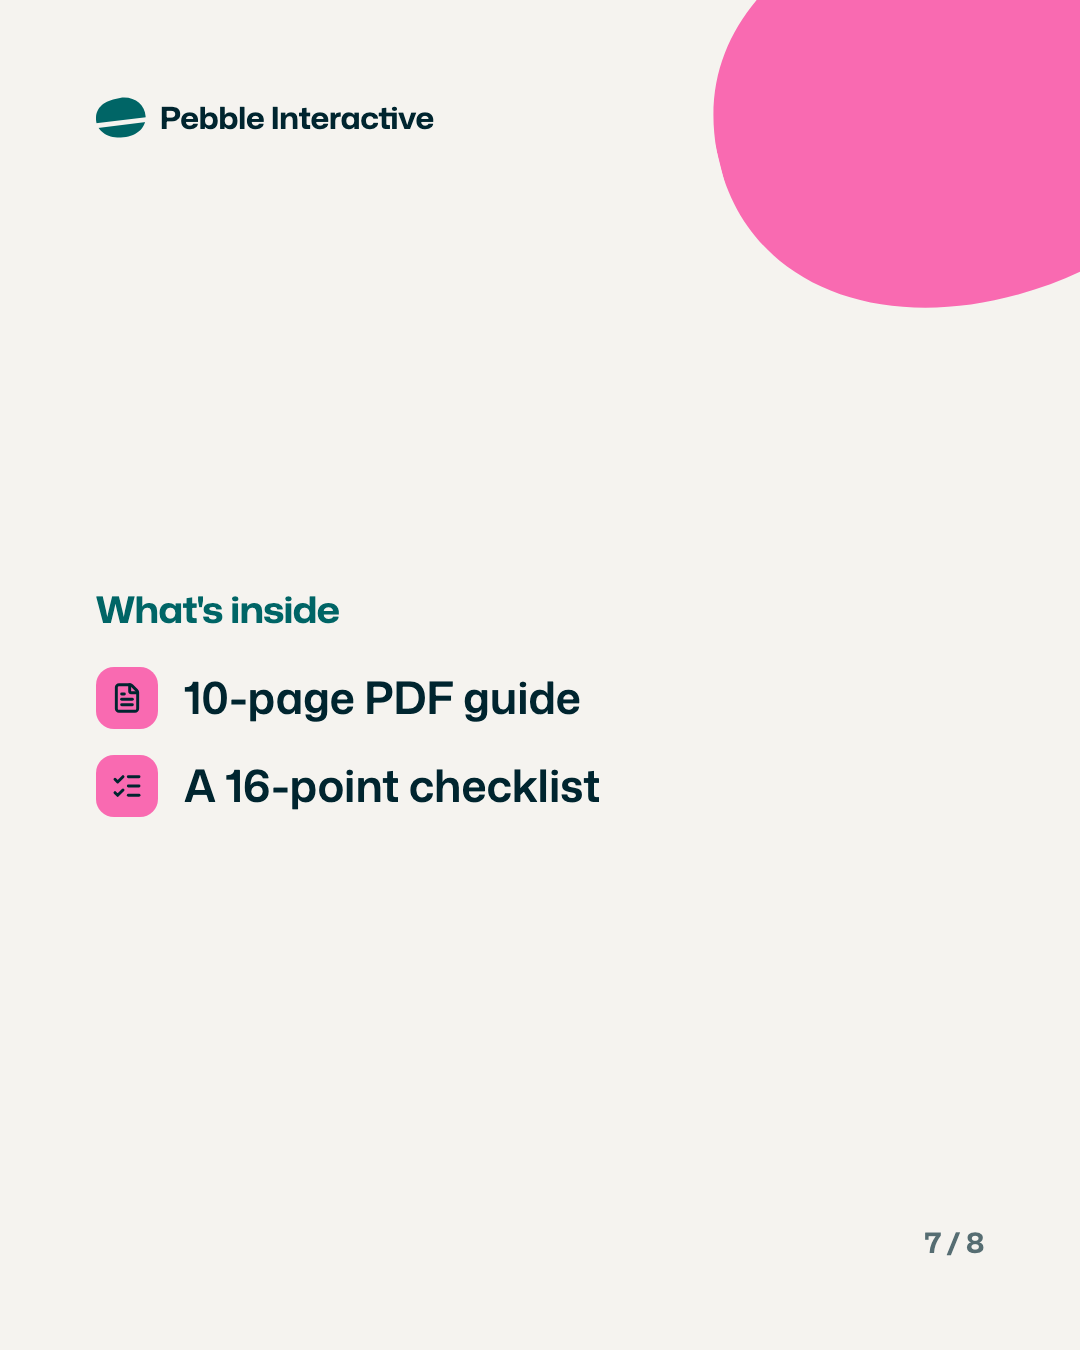 Pebble Interactive
What's inside
10-page PDF guide
A 16-point checklist
7 / 8